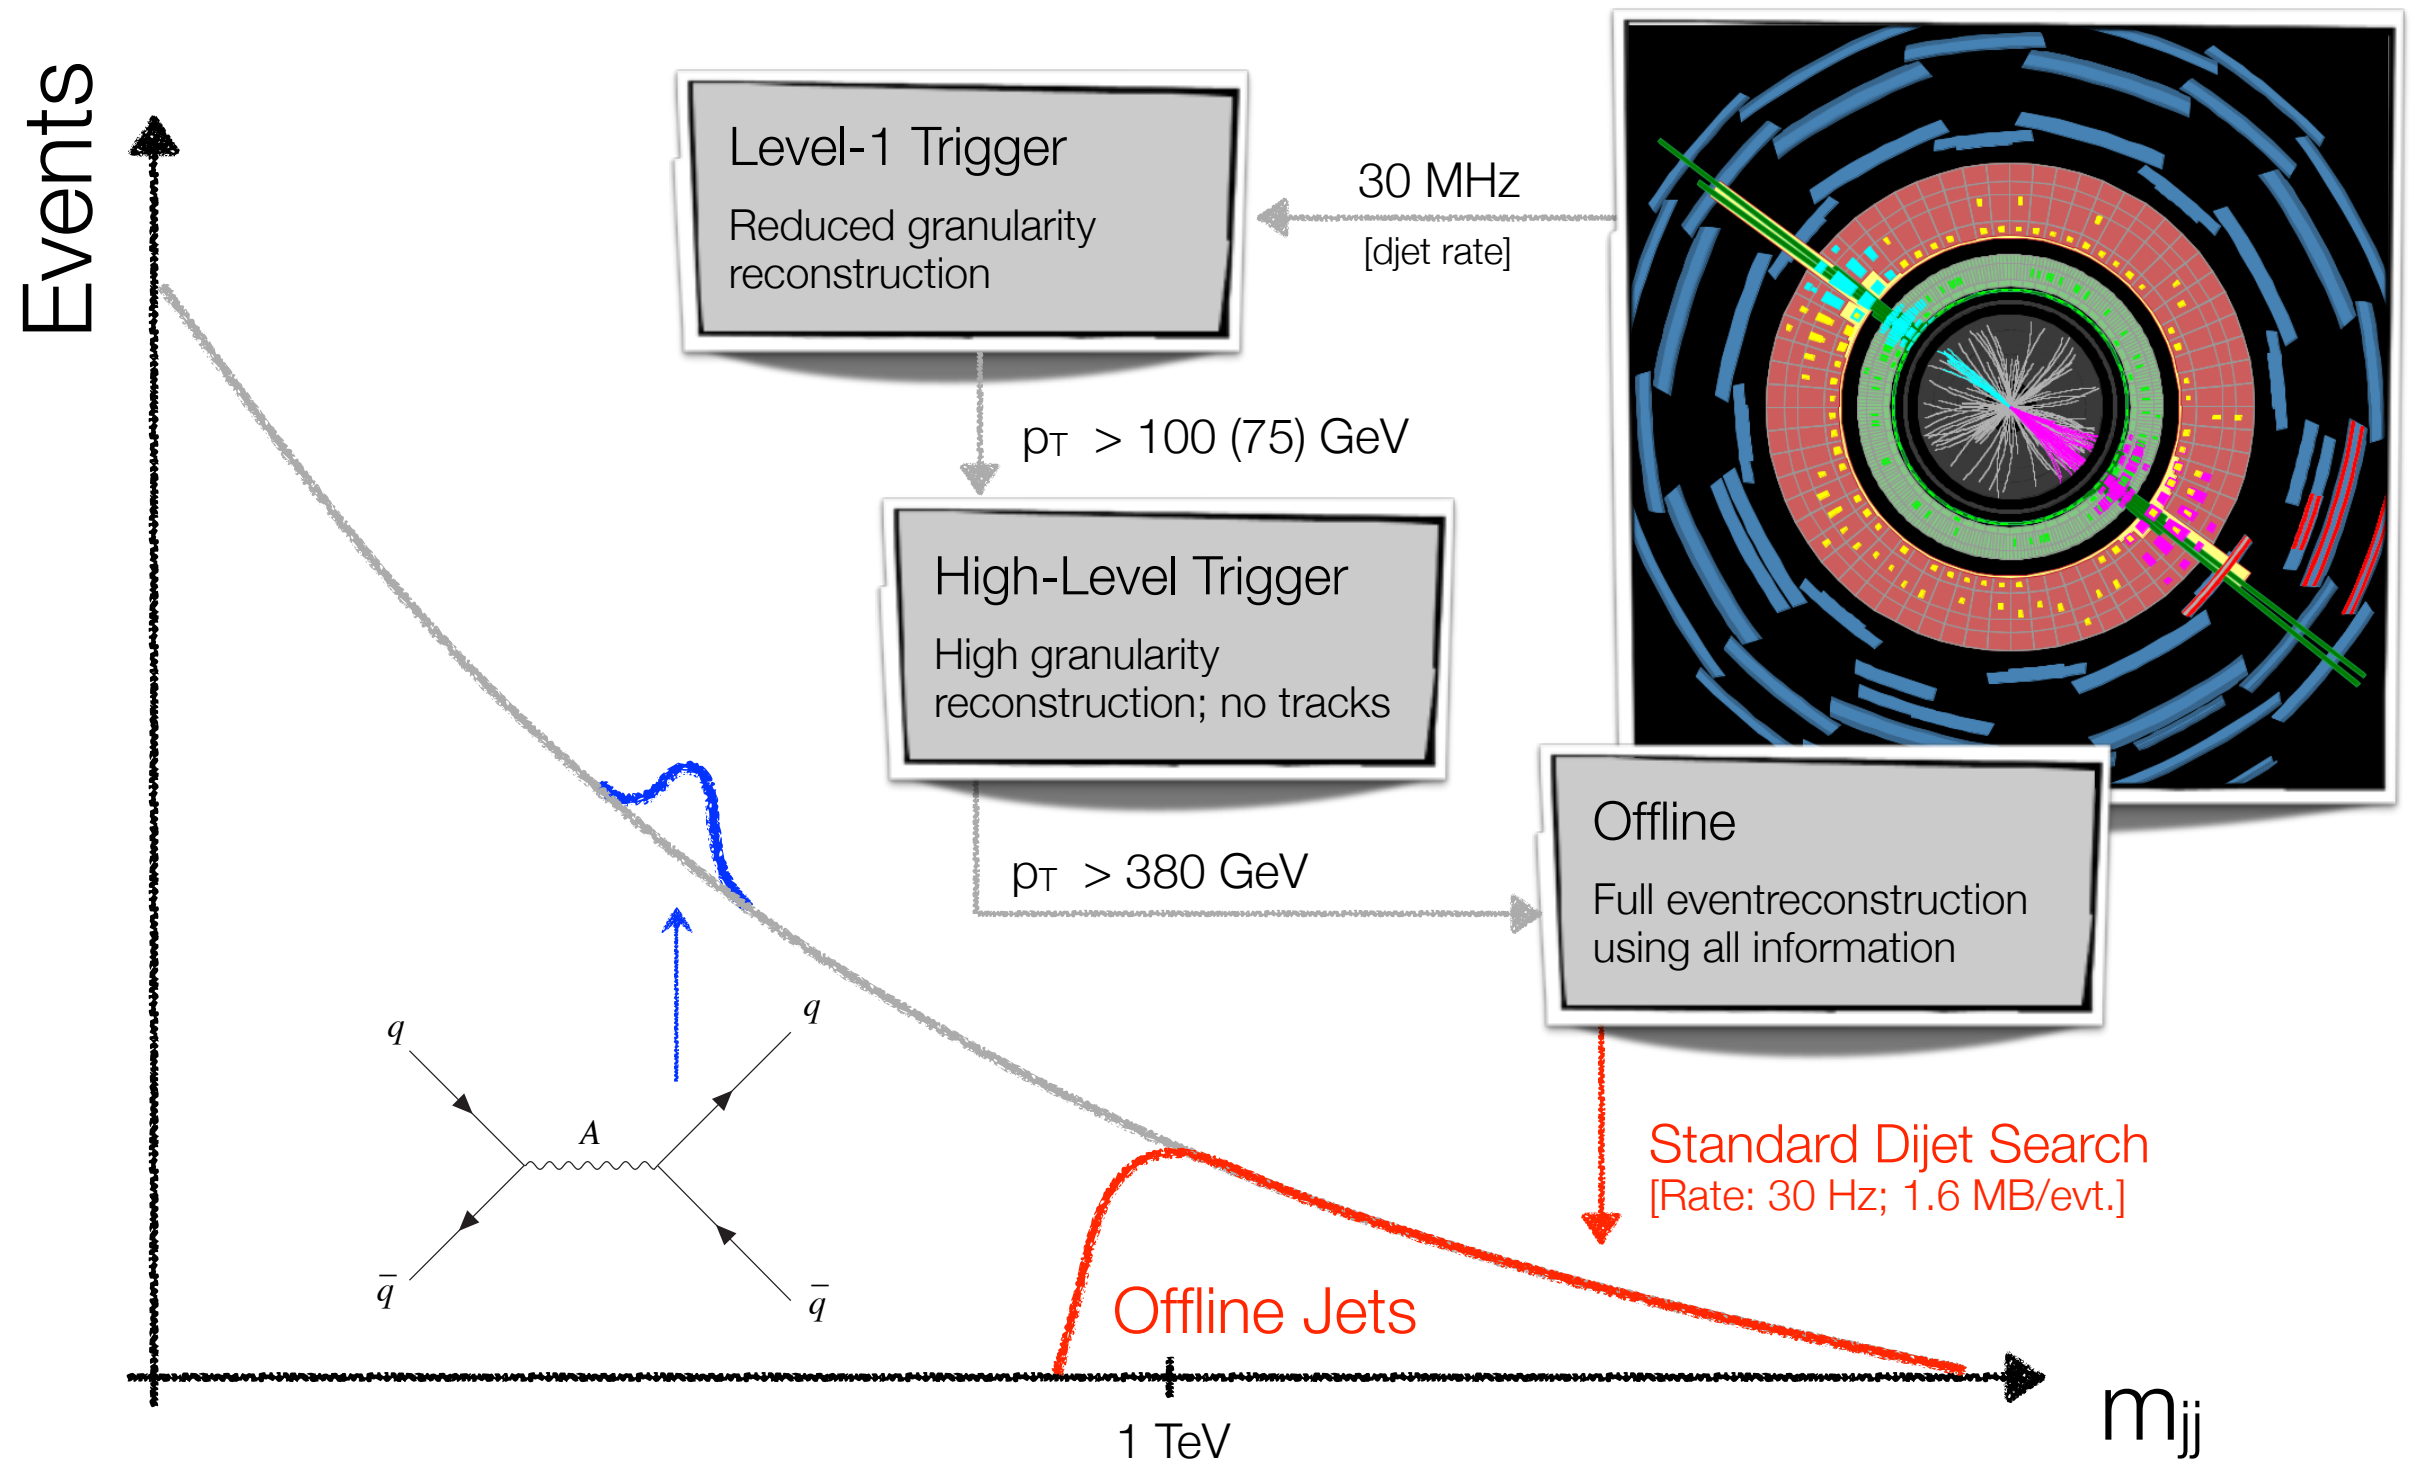 Events
Level-1 Trigger
Reduced granularity
reconstruction
30 MHz
[djet rate]
pT > 100 (75) GeV
High-Level Trigger
High granularity
reconstruction; no tracks
pT > 380 GeV
Offline
Full eventreconstruction
using all information
q
q
A
q̅
q̅
Standard Dijet Search
[Rate: 30 Hz; 1.6 MB/evt.]
Offline Jets
1 TeV
mjj